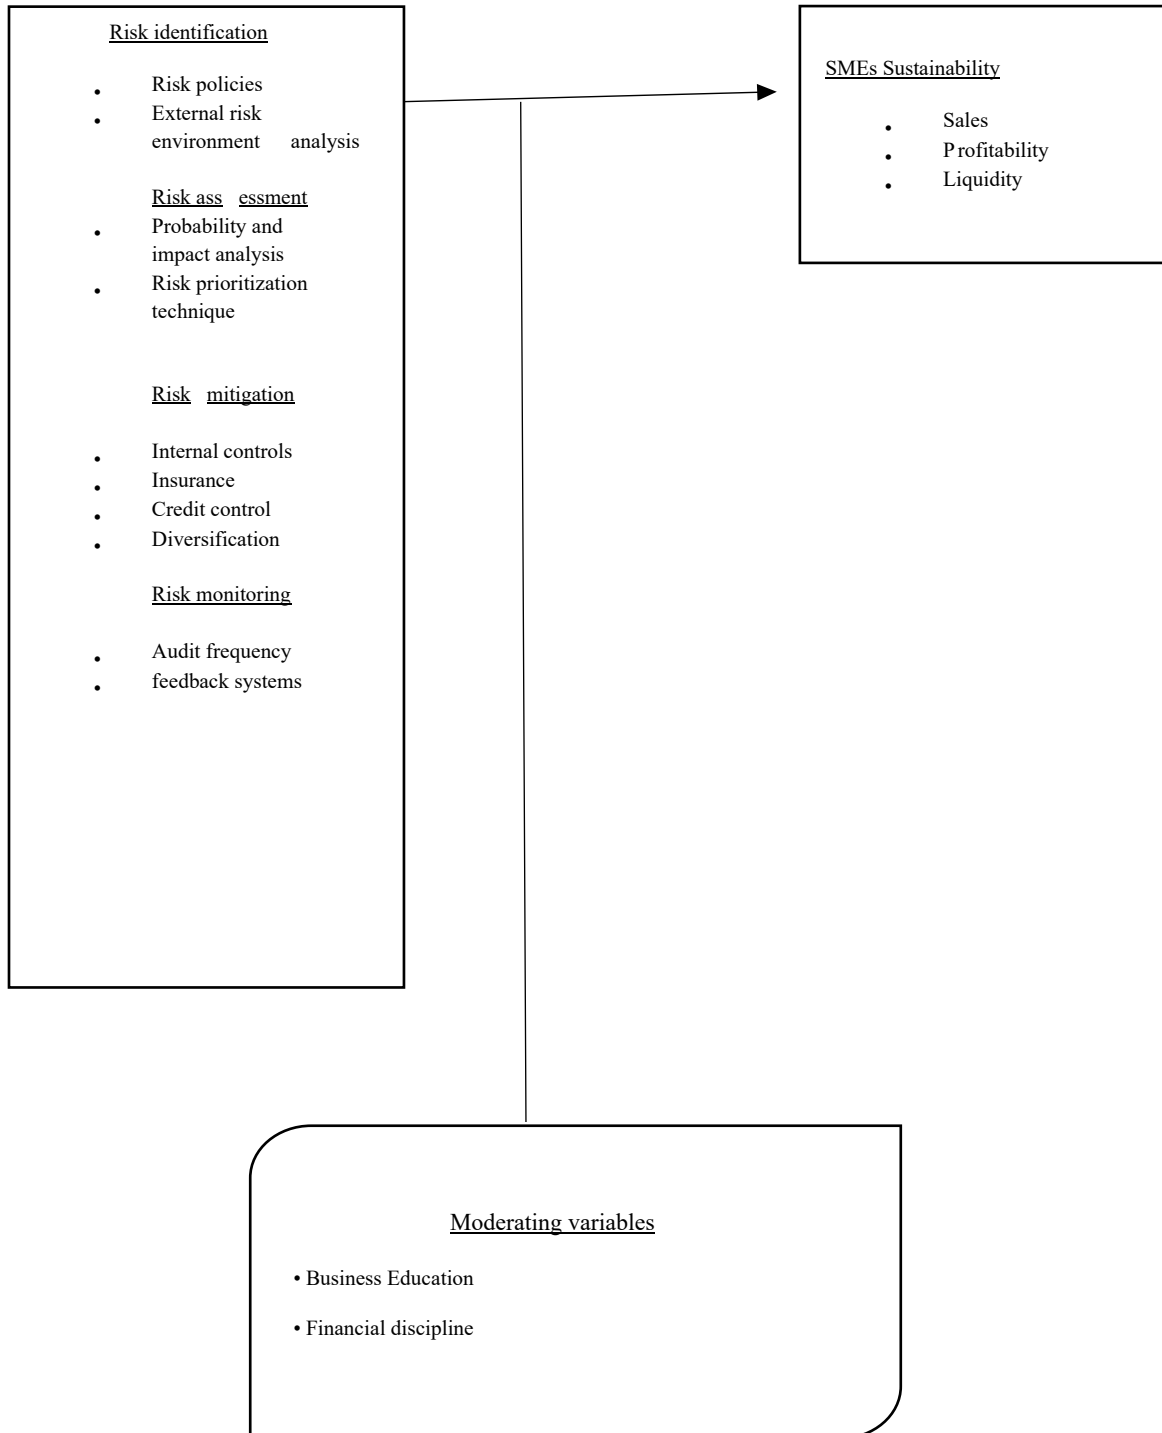 Risk identification
• Risk policies
• External risk
environment analysis
Risk ass essment
• Probability and
impact analysis
• Risk prioritization
technique
Risk mitigation
• Internal controls
• Insurance
• Credit control
• Diversification
Risk monitoring
• Audit frequency
• feedback systems
SMEs Sustainability
• Sales
• P rofitability
• Liquidity
Moderating variables
• Business Education
• Financial discipline